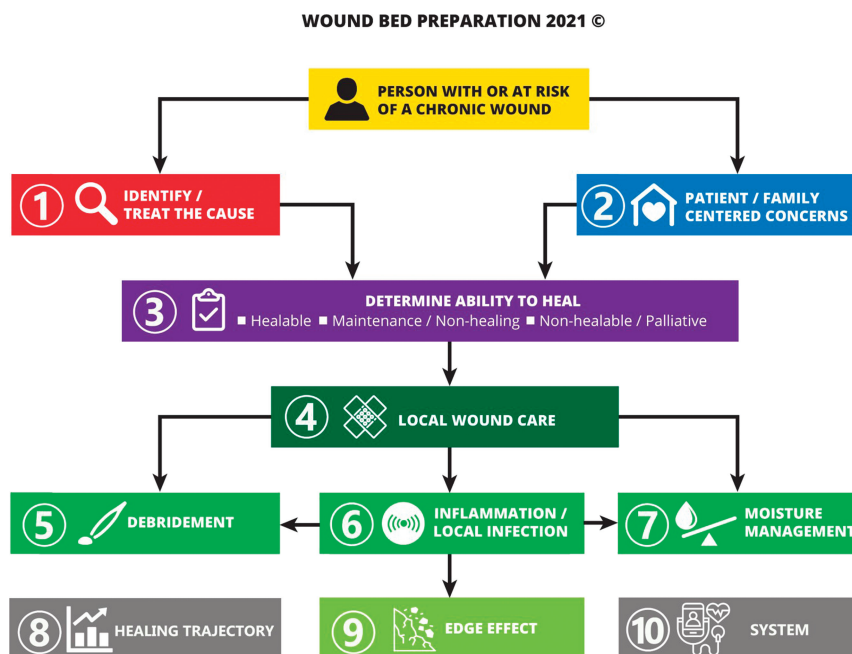 WOUND BED PREPARATION 2021 ©
PERSON WITH OR AT RISK
OF A CHRONIC WOUND
1
IDENTIFY /
TREAT THE CAUSE
2
PATIENT / FAMILY
CENTERED CONCERNS
3
DETERMINE ABILITY TO HEAL
■ Healable ■ Maintenance / Non-healing ■ Non-healable / Palliative
4
LOCAL WOUND CARE
5
DEBRIDEMENT
6
INFLAMMATION /
LOCAL INFECTION
7
MOISTURE
MANAGEMENT
8
HEALING TRAJECTORY
9
EDGE EFFECT
10
SYSTEM